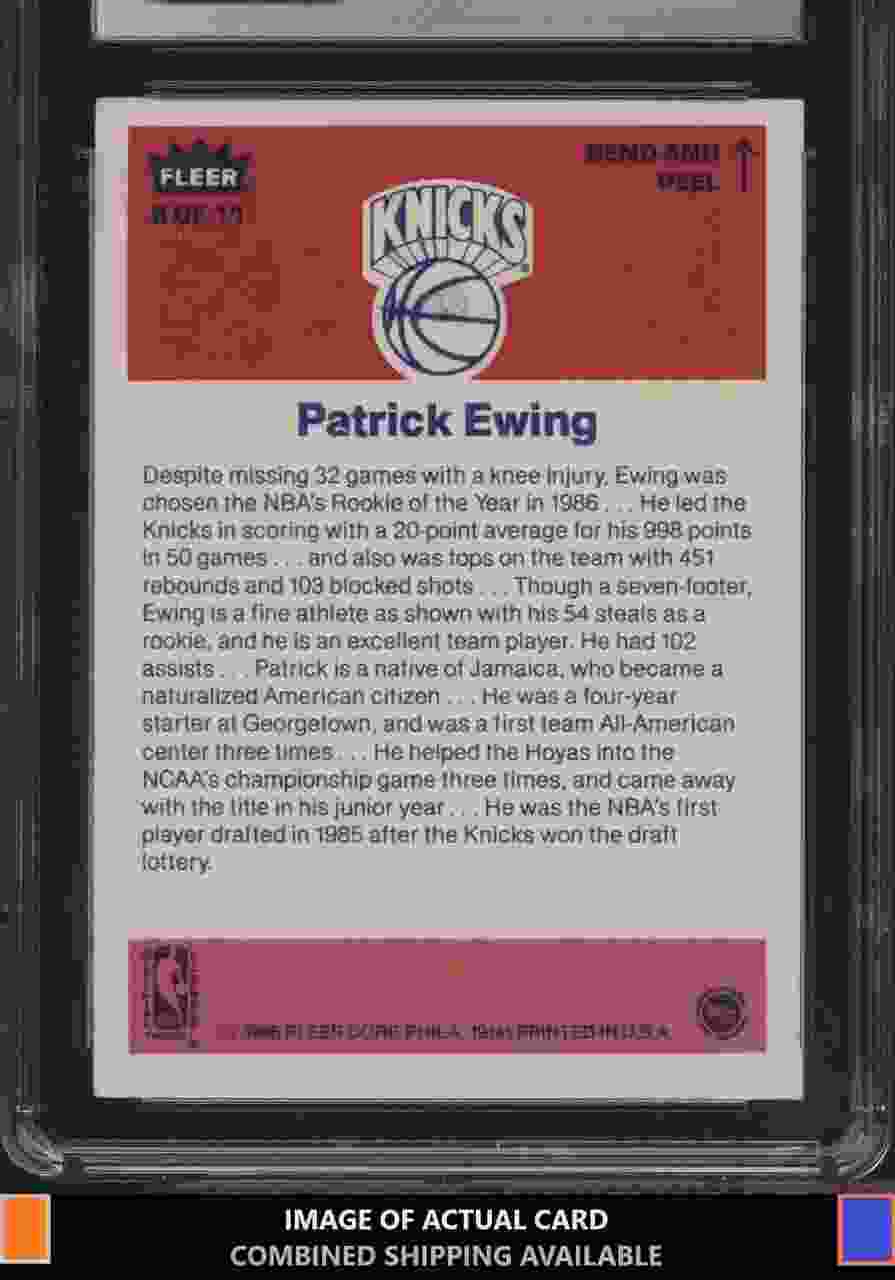 FLEER
BEND AND
PEEL
KNICKS
Patrick Ewing
Despite missing 32 games with a knee injury, Ewing was
chosen the NBA's Rookie of the Year in 1986 . . . He led the
Knicks in scoring with a 20-point average for his 998 points
in 50 games . . . and also was tops on the team with 451
rebounds and 103 blocked shots . . . Though a seven-footer,
Ewing is a fine athlete as shown with his 54 steals as a
rookie, and he is an excellent team player. He had 102
assists . . . Patrick is a native of Jamaica, who became a
naturalized American citizen . . . He was a four-year
starter at Georgetown, and was a first team All-American
center three times . . . He helped the Hoyas into the
NCAA's championship game three times, and came away
with the title in his junior year . . . He was the NBA's first
player drafted in 1985 after the Knicks won the draft
lottery.
FLEER CORP. PHILA. PRINTED IN U.S.A.
IMAGE OF ACTUAL CARD
COMBINED SHIPPING AVAILABLE